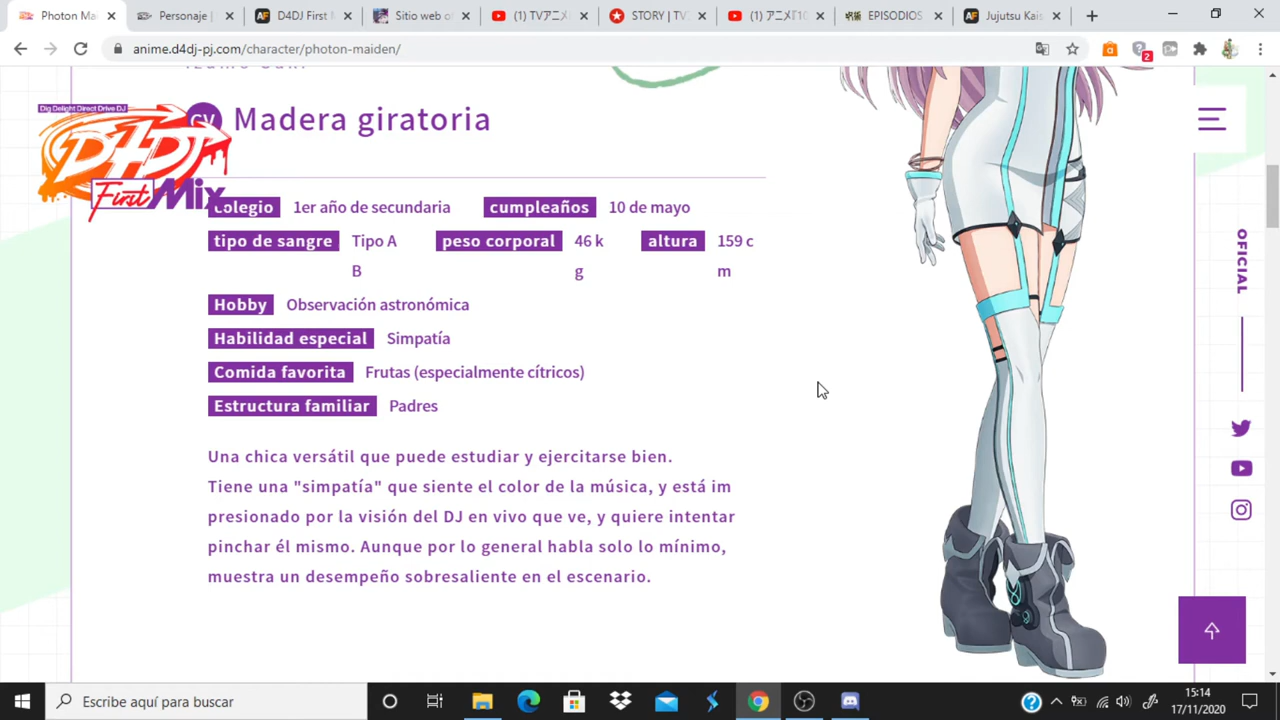 Photon Ma
Personaje |
D4DJ First M
Sitio web of
(1) TVアニメ
STORY | TV
(1) アニメ「10
EPISODIOS
Jujutsu Kais
anime.d4dj-pj.com/character/photon-maiden/
2
CV Madera giratoria
Dig Delight Direct Drive DJ
D4DJ
First Mix
colegio 1er año de secundaria cumpleaños 10 de mayo
tipo de sangre Tipo A peso corporal 46 k altura 159 c
B g m
Hobby Observación astronómica
Habilidad especial Simpatía
Comida favorita Frutas (especialmente cítricos)
Estructura familiar Padres
Una chica versátil que puede estudiar y ejercitarse bien.
Tiene una "simpatía" que siente el color de la música, y está im
presionado por la visión del DJ en vivo que ve, y quiere intentar
pinchar él mismo. Aunque por lo general habla solo lo mínimo,
muestra un desempeño sobresaliente en el escenario.
OFICIAL
Escribe aquí para buscar
15:14
17/11/2020